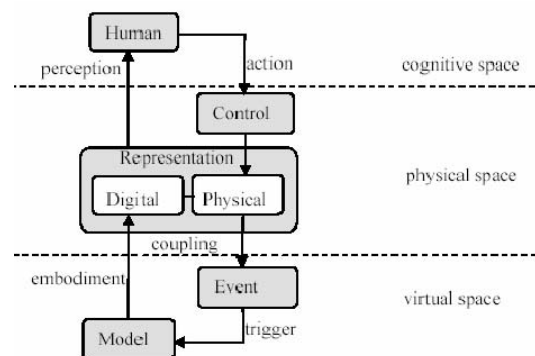 Human
perception
action
cognitive space
Control
Representation
Digital
Physical
physical space
coupling
embodiment
Event
virtual space
trigger
Model